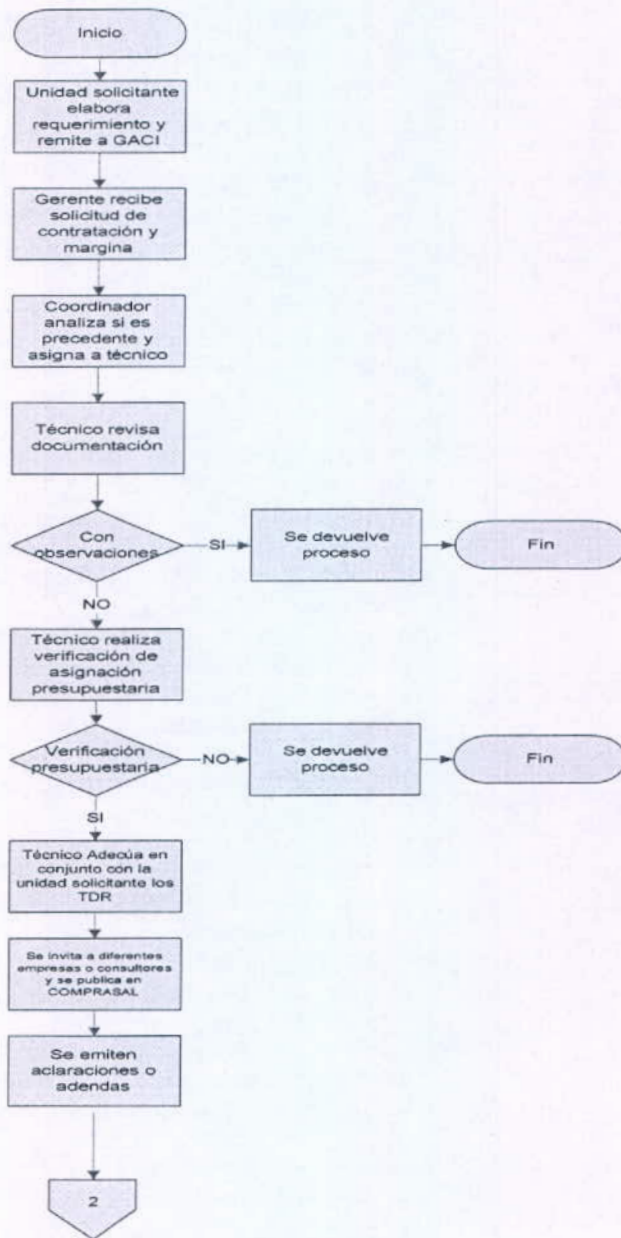 Inicio
Unidad solicitante
elabora
requerimiento y
remite a GACI
Gerente recibe
solicitud de
contratación y
margina
Coordinador
analiza si es
precedente y
asigna a técnico
Técnico revisa
documentación
Con
observaciones
SI
Se devuelve
proceso
Fin
NO
Técnico realiza
verificación de
asignación
presupuestaria
Verificación
presupuestaria
NO
Se devuelve
proceso
Fin
SI
Técnico Adecúa en
conjunto con la
unidad solicitante los
TDR
Se invita a diferentes
empresas o consultores
y se publica en
COMPRASAL
Se emiten
aclaraciones o
adendas
2